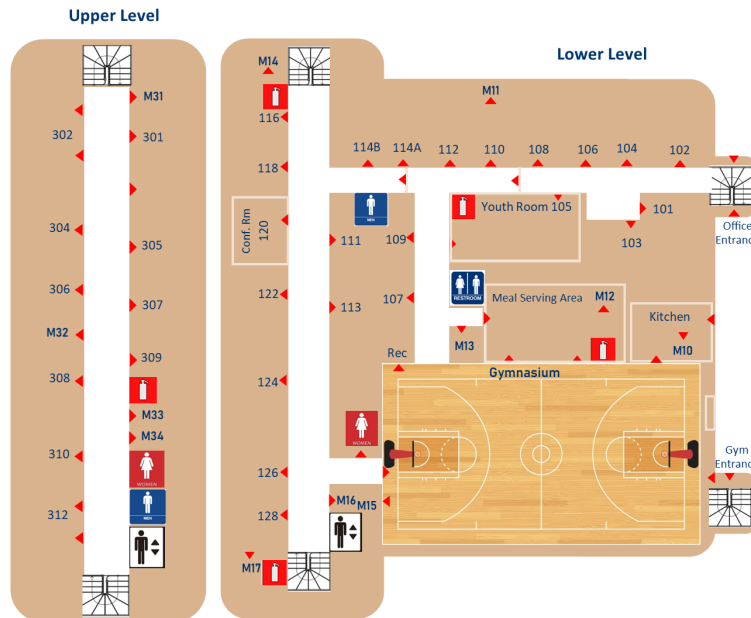 Upper Level
M31
302
301
304
305
306
307
M32
309
308
M33
M34
310
WOMEN
MEN
312
Lower Level
M14
M11
116
114B
114A
112
110
108
106
104
102
118
MEN
Youth Room 105
101
Conf. Rm
120
111
109
103
Office
Entranc
122
107
113
RESTROOM
Meal Serving Area
M12
Kitchen
M13
M10
Rec
Gymnasium
124
WOMEN
126
Gym
Entranc
M16
M15
128
M17